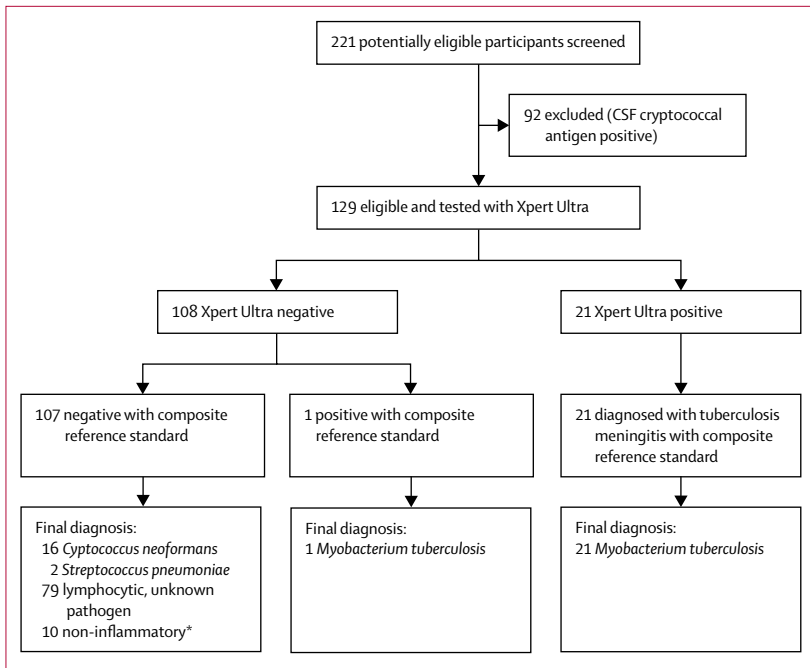 221 potentially eligible participants screened
92 excluded (CSF cryptococcal
antigen positive)
129 eligible and tested with Xpert Ultra
108 Xpert Ultra negative
21 Xpert Ultra positive
107 negative with composite
reference standard
1 positive with composite
reference standard
21 diagnosed with tuberculosis
meningitis with composite
reference standard
Final diagnosis:
16 Cyptococcus neoformans
2 Streptococcus pneumoniae
79 lymphocytic, unknown
pathogen
10 non-inflammatory*
Final diagnosis:
1 Myobacterium tuberculosis
Final diagnosis:
21 Myobacterium tuberculosis